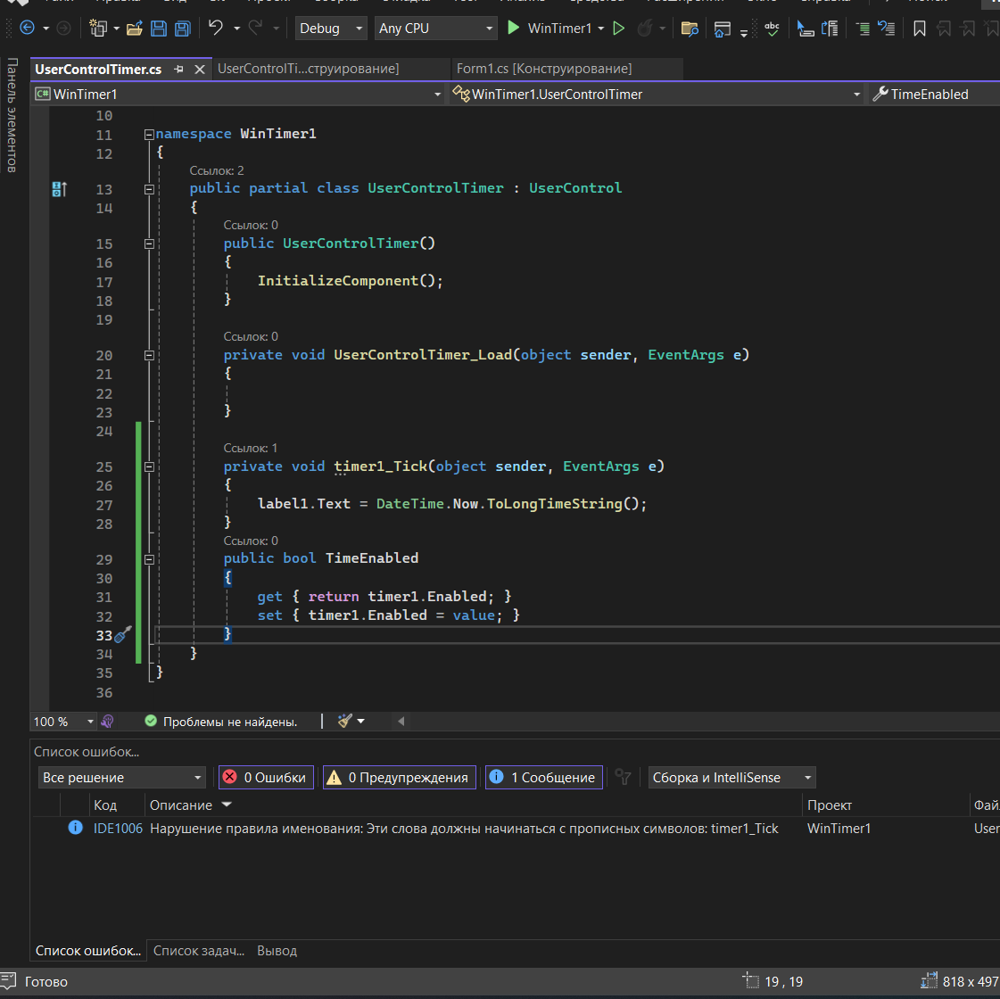 Debug Any CPU WinTimer1
UserControlTimer.cs UserControlTi...струирование] Form1.cs [Конструирование]
Панель элементов
WinTimer1 WinTimer1.UserControlTimer TimeEnabled
10
11 namespace WinTimer1
12 {
Ссылок: 2
13 public partial class UserControlTimer : UserControl
14 {
Ссылок: 0
15 public UserControlTimer()
16 {
17 InitializeComponent();
18 }
19
Ссылок: 0
20 private void UserControlTimer_Load(object sender, EventArgs e)
21 {
22
23 }
24
Ссылок: 1
25 private void timer1_Tick(object sender, EventArgs e)
26 {
27 label1.Text = DateTime.Now.ToLongTimeString();
28 }
Ссылок: 0
29 public bool TimeEnabled
30 {
31 get { return timer1.Enabled; }
32 set { timer1.Enabled = value; }
33 }
34 }
35 }
36
100 % Проблемы не найдены.
Список ошибок...
Все решение 0 Ошибки 0 Предупреждения 1 Сообщение Сборка и IntelliSense
Код Описание Проект Фай
IDE1006 Нарушение правила именования: Эти слова должны начинаться с прописных символов: timer1_Tick WinTimer1 User
Список ошибок... Список задач... Вывод
Готово 19 , 19 818 x 497